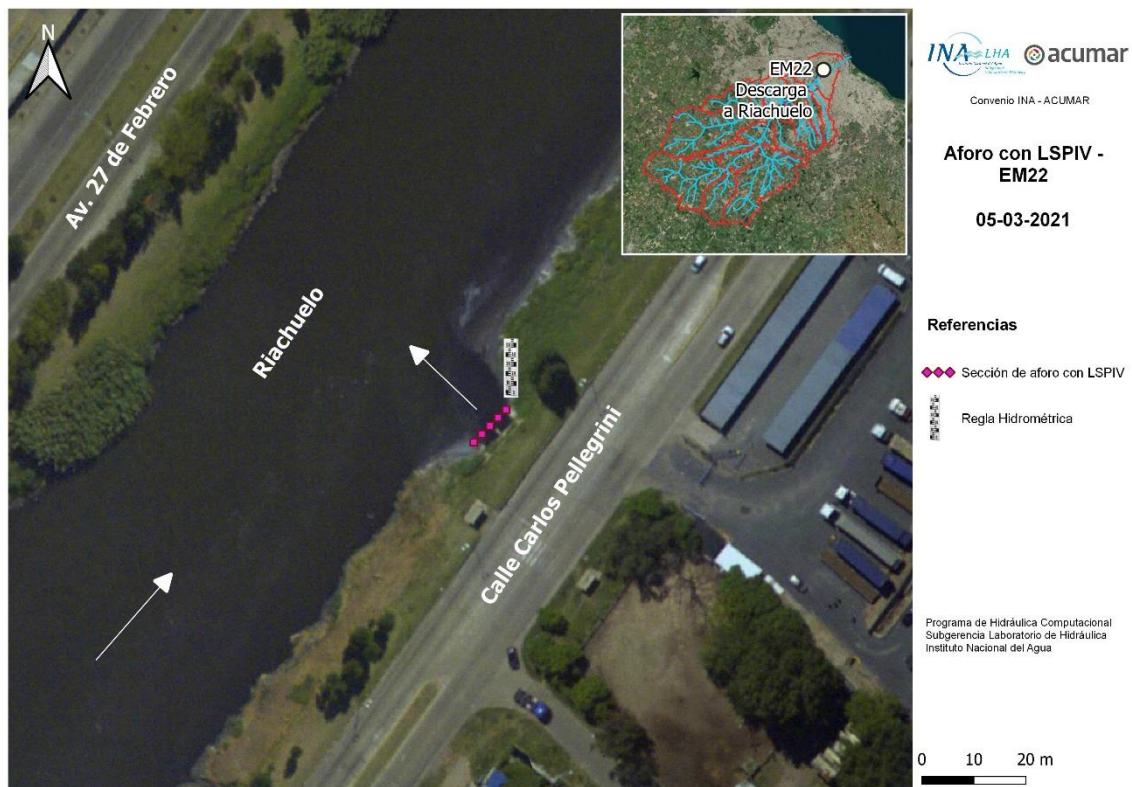 N
Av. 27 de Febrero
Riachuelo
Calle Carlos Pellegrini
EM22
Descarga
a Riachuelo
INA LHA
acumar
Convenio INA - ACUMAR
Aforo con LSPIV -
EM22
05-03-2021
Referencias
Sección de aforo con LSPIV
Regla Hidrométrica
Programa de Hidráulica Computacional
Subgerencia Laboratorio de Hidráulica
Instituto Nacional del Agua
0 10 20 m